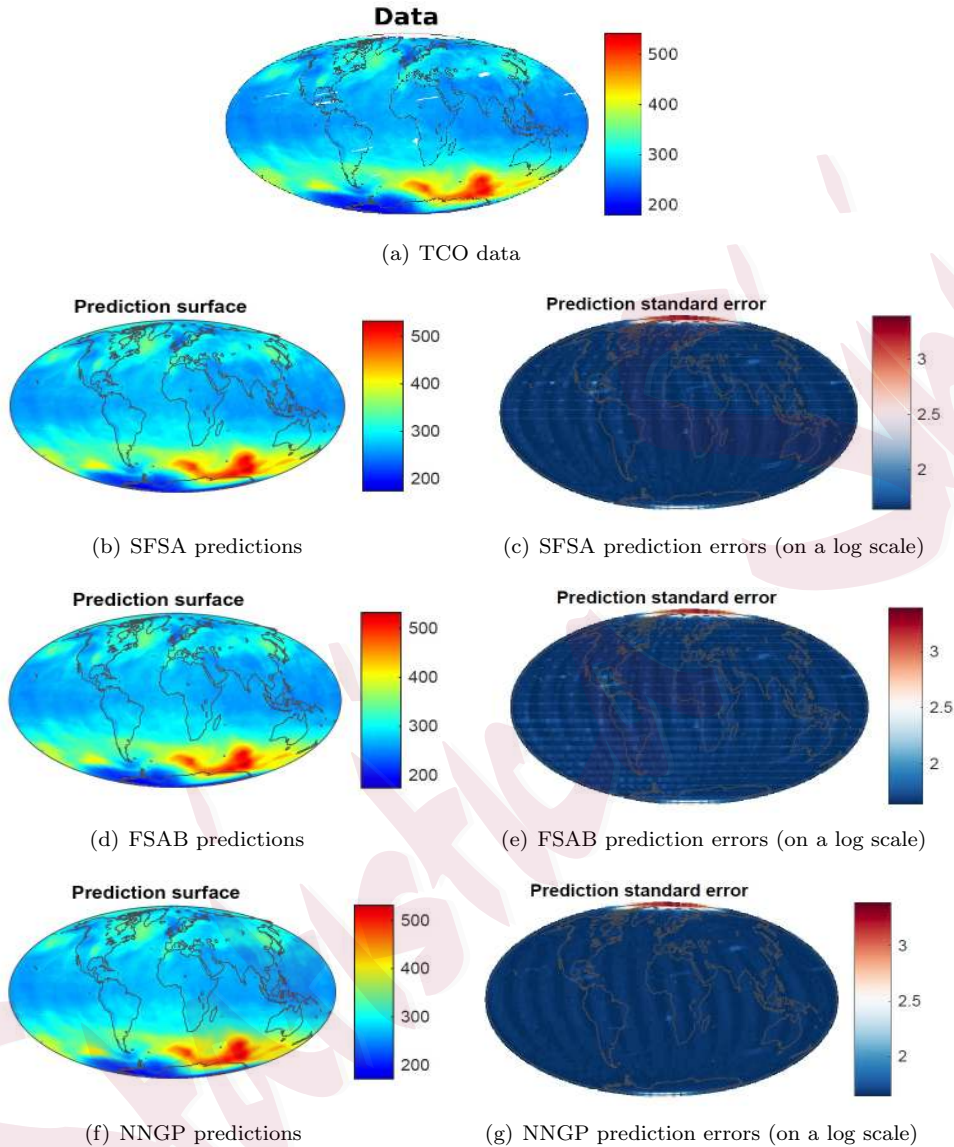 Data
500
400
300
200
(a) TCO data
Prediction surface
500
400
300
200
(b) SFSA predictions
Prediction standard error
3
2.5
2
(c) SFSA prediction errors (on a log scale)
Prediction surface
500
400
300
200
(d) FSAB predictions
Prediction standard error
3
2.5
2
(e) FSAB prediction errors (on a log scale)
Prediction surface
500
400
300
200
(f) NNGP predictions
Prediction standard error
3
2.5
2
(g) NNGP prediction errors (on a log scale)